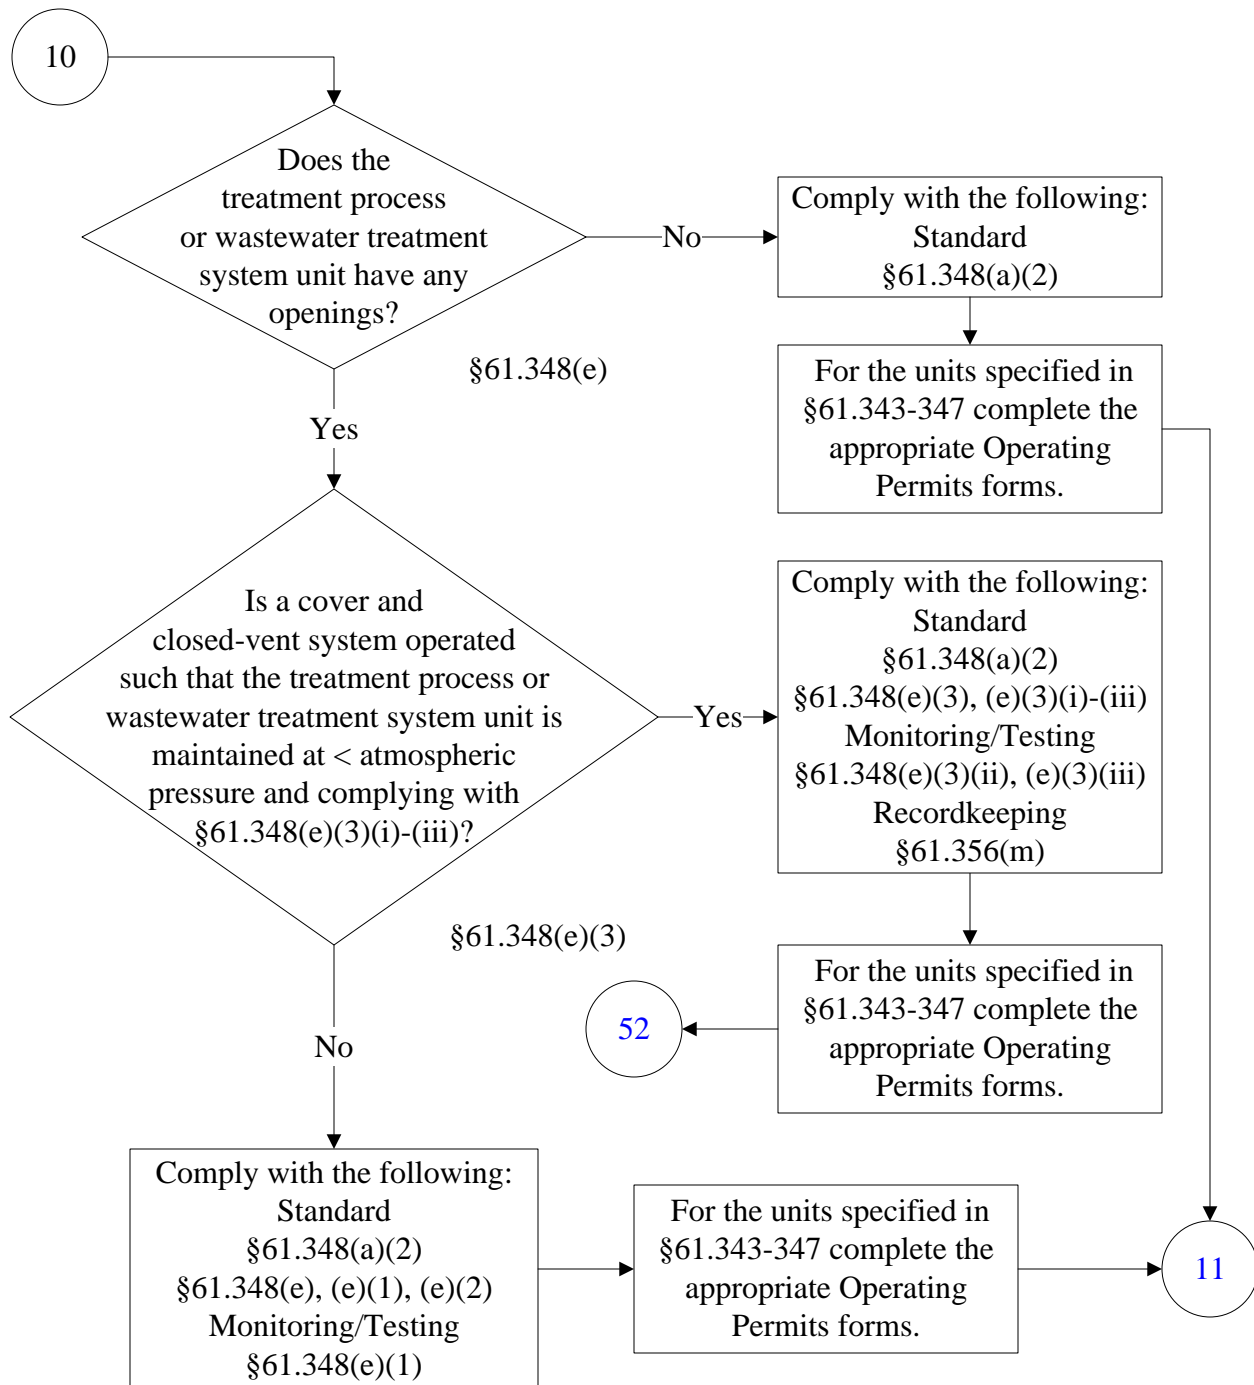 10
Does the
treatment process
or wastewater treatment
system unit have any
openings?
No
Comply with the following:
Standard
§61.348(a)(2)
§61.348(e)
For the units specified in
§61.343-347 complete the
appropriate Operating
Permits forms.
Yes
Is a cover and
closed-vent system operated
such that the treatment process or
wastewater treatment system unit is
maintained at < atmospheric
pressure and complying with
§61.348(e)(3)(i)-(iii)?
Yes
Comply with the following:
Standard
§61.348(a)(2)
§61.348(e)(3), (e)(3)(i)-(iii)
Monitoring/Testing
§61.348(e)(3)(ii), (e)(3)(iii)
Recordkeeping
§61.356(m)
§61.348(e)(3)
For the units specified in
§61.343-347 complete the
appropriate Operating
Permits forms.
52
No
Comply with the following:
Standard
§61.348(a)(2)
§61.348(e), (e)(1), (e)(2)
Monitoring/Testing
§61.348(e)(1)
For the units specified in
§61.343-347 complete the
appropriate Operating
Permits forms.
11